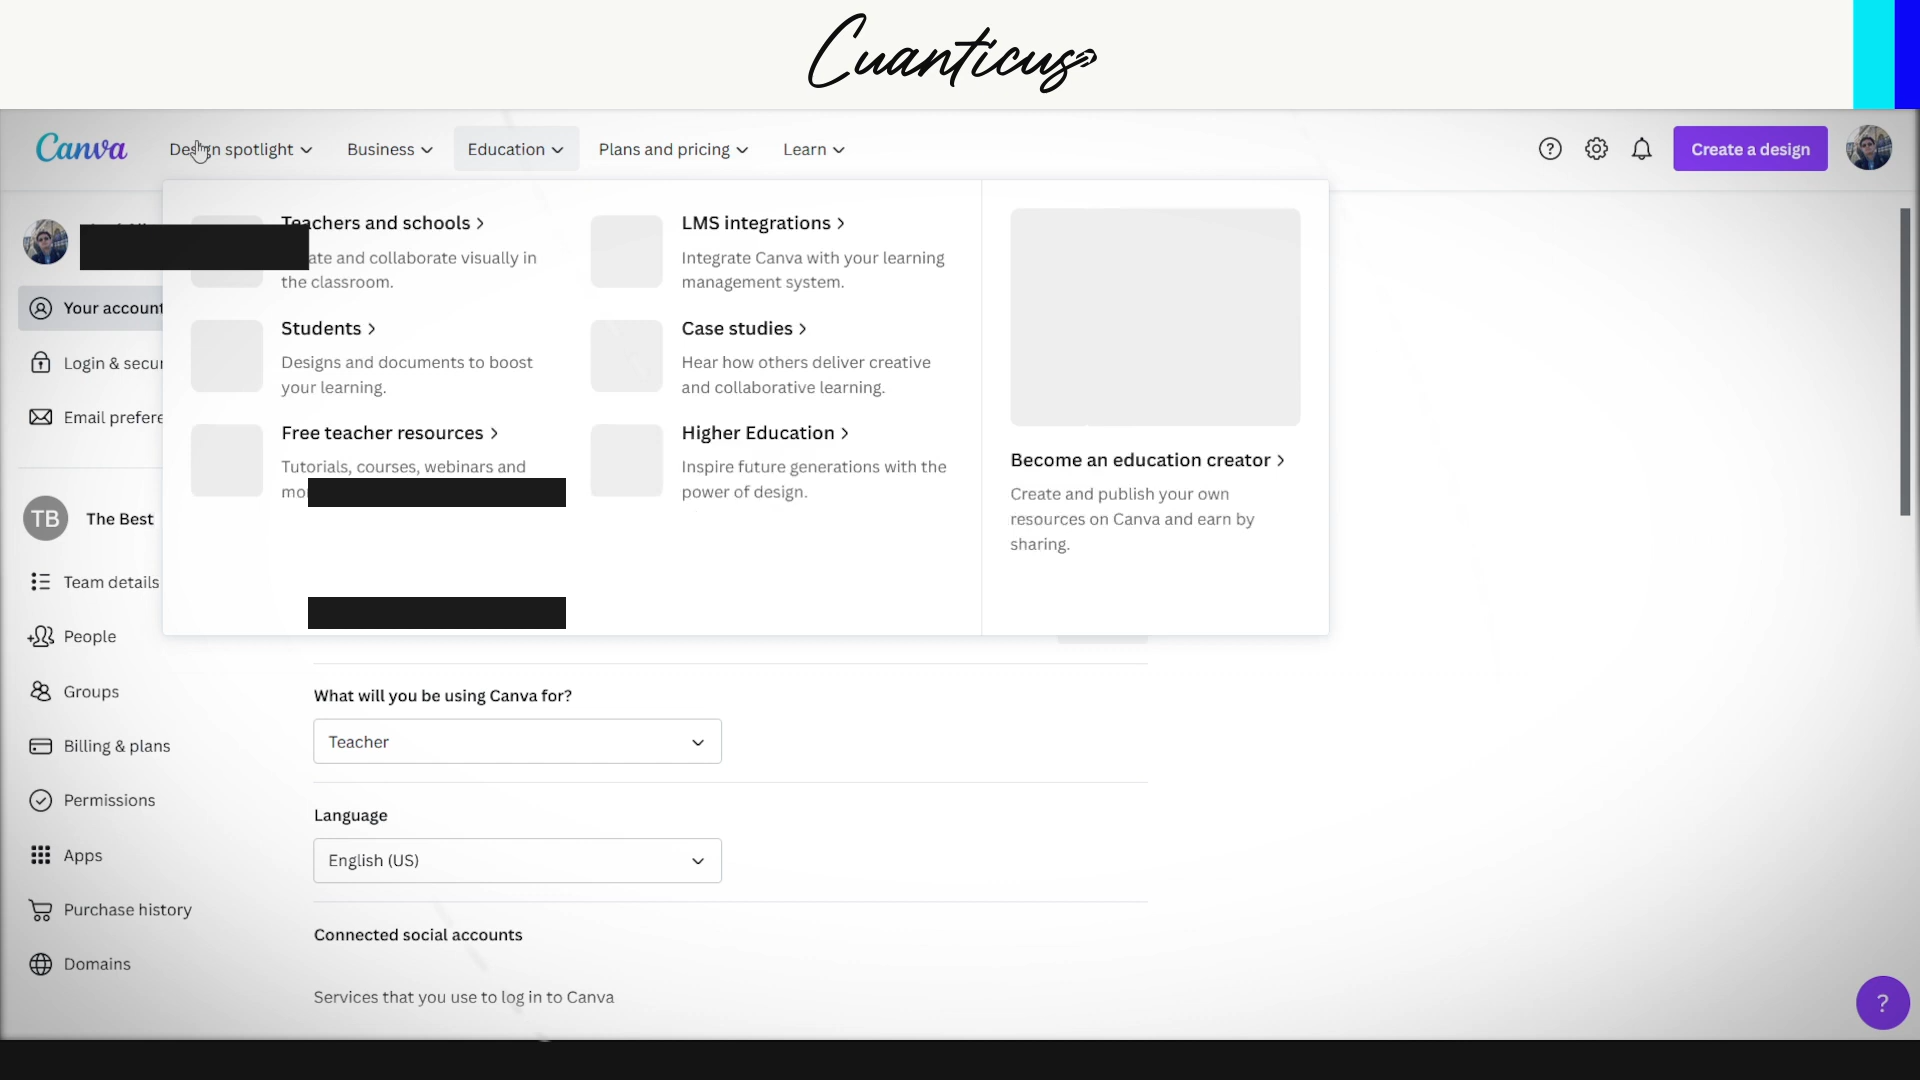 Cuanticus
Canva
Design spotlight
Business
Education
Plans and pricing
Learn
?
Create a design
Your account
Login & secur
Email prefere
TB
The Best
Team details
People
Groups
Billing & plans
Permissions
Apps
Purchase history
Domains
Teachers and schools
ate and collaborate visually in
the classroom.
Students
Designs and documents to boost
your learning.
Free teacher resources
Tutorials, courses, webinars and
LMS integrations
Integrate Canva with your learning
management system.
Case studies
Hear how others deliver creative
and collaborative learning.
Higher Education
Inspire future generations with the
power of design.
Become an education creator
Create and publish your own
resources on Canva and earn by
sharing.
What will you be using Canva for?
Teacher
Language
English (US)
Connected social accounts
Services that you use to log in to Canva
?